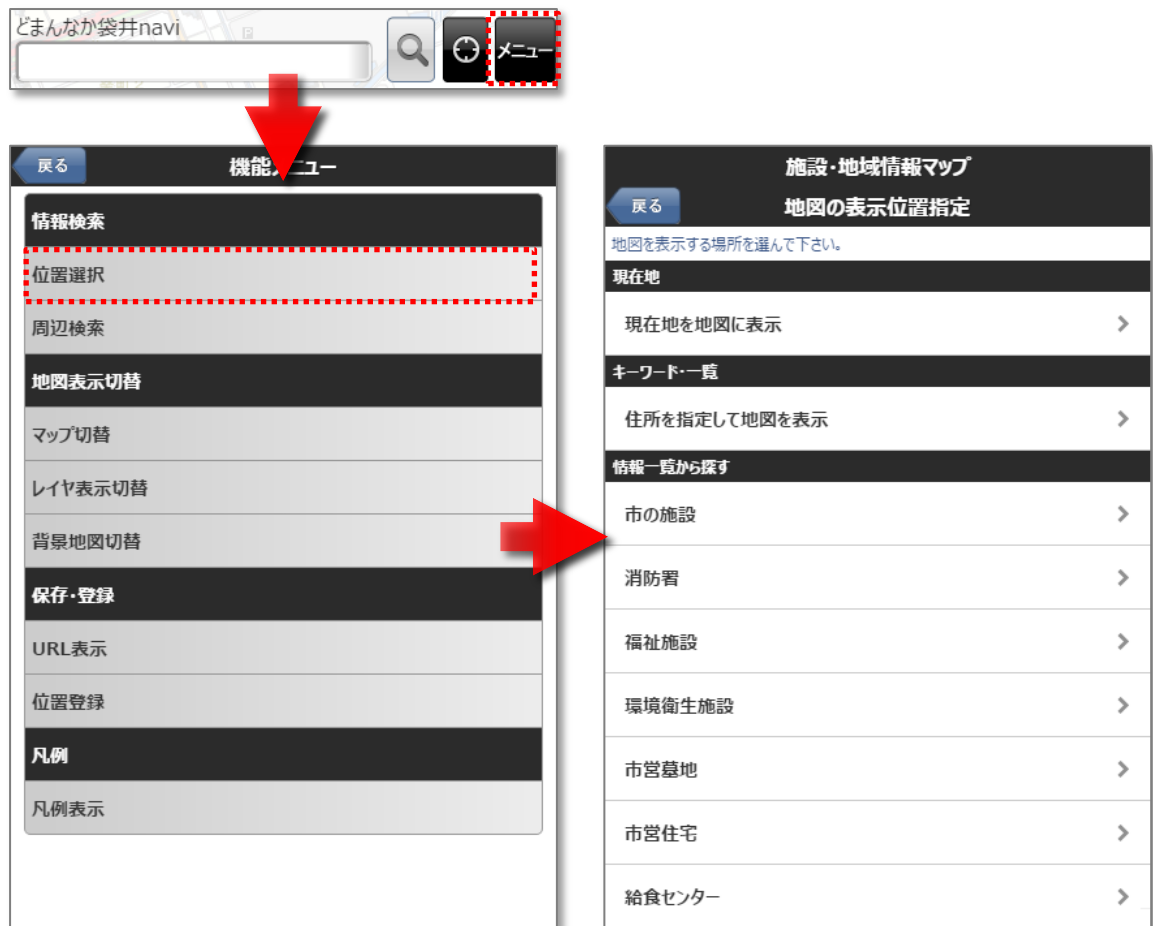 どまんなか袋井navi
メニュー
戻る
機能メニュー
情報検索
位置選択
周辺検索
地図表示切替
マップ切替
レイヤ表示切替
背景地図切替
保存・登録
URL表示
位置登録
凡例
凡例表示
施設・地域情報マップ
戻る
地図の表示位置指定
地図を表示する場所を選んで下さい。
現在地
現在地を地図に表示
キーワード・一覧
住所を指定して地図を表示
情報一覧から探す
市の施設
消防署
福祉施設
環境衛生施設
市営墓地
市営住宅
給食センター